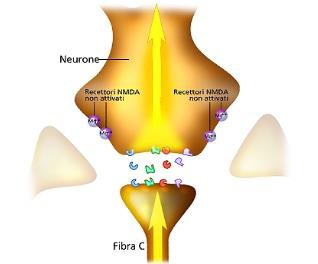 Neurone
Recettori NMDA
non attivati
Recettori NMDA
non attivati
Fibra C